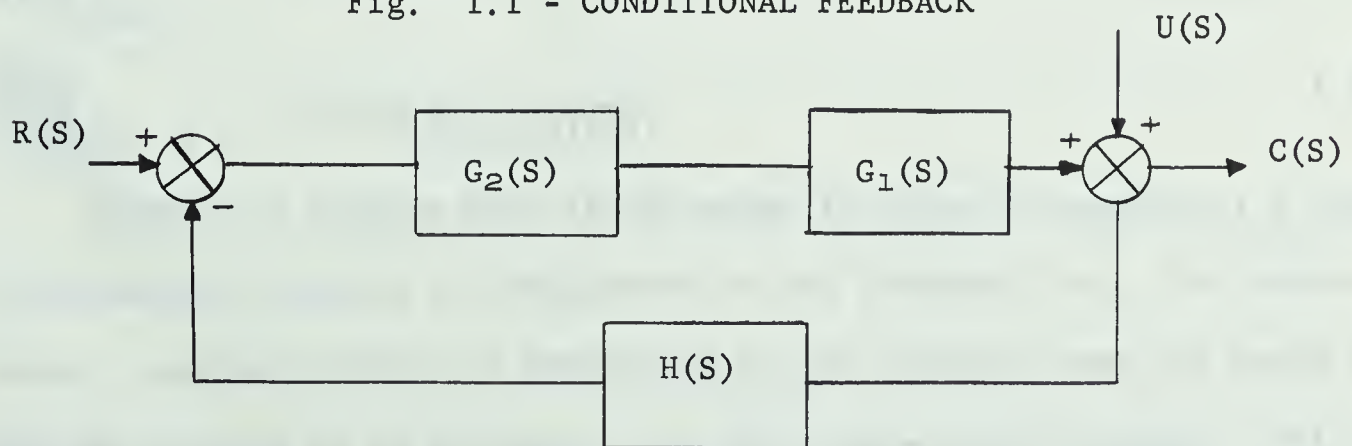 Fig. 1.1 - CONDITIONAL FEEDBACK
U(S)
R(S) + G₂(S) G₁(S) + + C(S)
-
H(S)